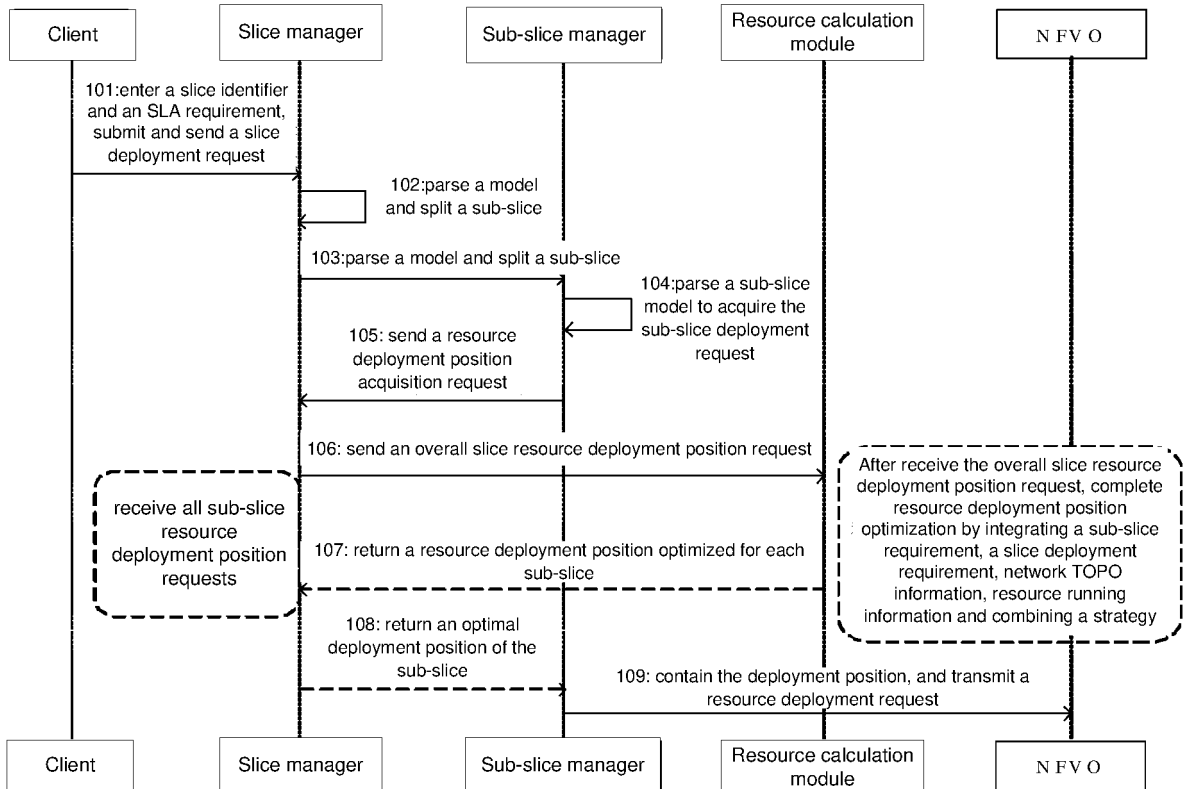 Client
Slice manager
Sub-slice manager
Resource calculation
module
N FV O
101:enter a slice identifier
and an SLA requirement,
submit and send a slice
deployment request
102:parse a model
and split a sub-slice
103:parse a model and split a sub-slice
104:parse a sub-slice
model to acquire the
sub-slice deployment
request
105: send a resource
deployment position
acquisition request
106: send an overall slice resource deployment position request
receive all sub-slice
resource
deployment position
requests
After receive the overall slice resource
deployment position request, complete
resource deployment position
optimization by integrating a sub-slice
requirement, a slice deployment
requirement, network TOPO
information, resource running
information and combining a strategy
107: return a resource deployment position optimized for each
sub-slice
108: return an optimal
deployment position of the
sub-slice
109: contain the deployment position, and transmit a
resource deployment request
Client
Slice manager
Sub-slice manager
Resource calculation
module
N FV O